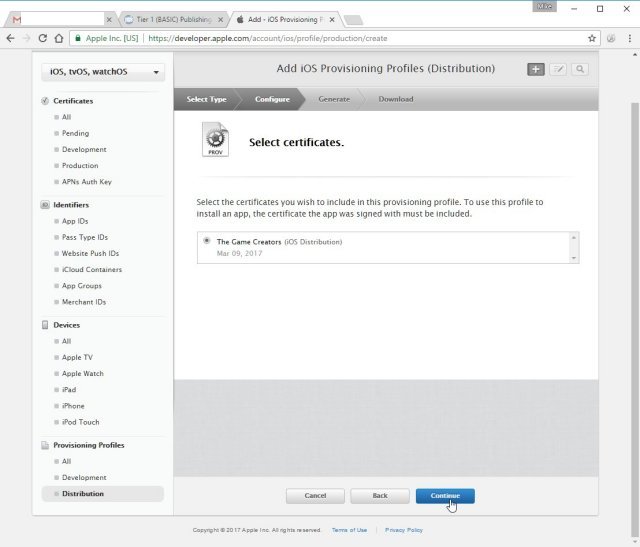 Mike
Tier 1 (BASIC) Publishing
Add - iOS Provisioning P
Apple Inc. [US]
https://developer.apple.com/account/ios/profile/production/create
iOS, tvOS, watchOS
Add iOS Provisioning Profiles (Distribution)
Select Type
Configure
Generate
Download
Certificates
All
Pending
Development
Production
APNs Auth Key
Identifiers
App IDs
Pass Type IDs
Website Push IDs
iCloud Containers
App Groups
Merchant IDs
Devices
All
Apple TV
Apple Watch
iPad
iPhone
iPod Touch
Provisioning Profiles
All
Development
Distribution
PROV
Select certificates.
Select the certificates you wish to include in this provisioning profile. To use this profile to
install an app, the certificate the app was signed with must be included.
The Game Creators (iOS Distribution)
Mar 09, 2017
Cancel
Back
Continue
Copyright © 2017 Apple Inc. All rights reserved.
Terms of Use
Privacy Policy